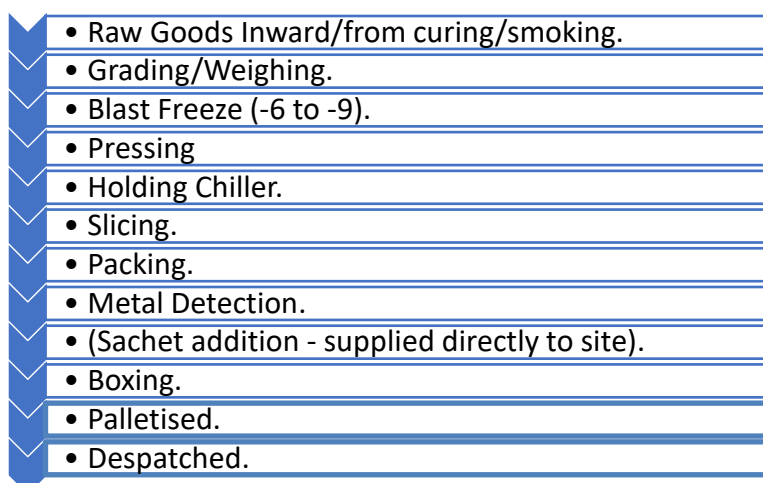 • Raw Goods Inward/from curing/smoking.
• Grading/Weighing.
• Blast Freeze (-6 to -9).
• Pressing
• Holding Chiller.
• Slicing.
• Packing.
• Metal Detection.
• (Sachet addition - supplied directly to site).
• Boxing.
• Palletised.
• Despatched.